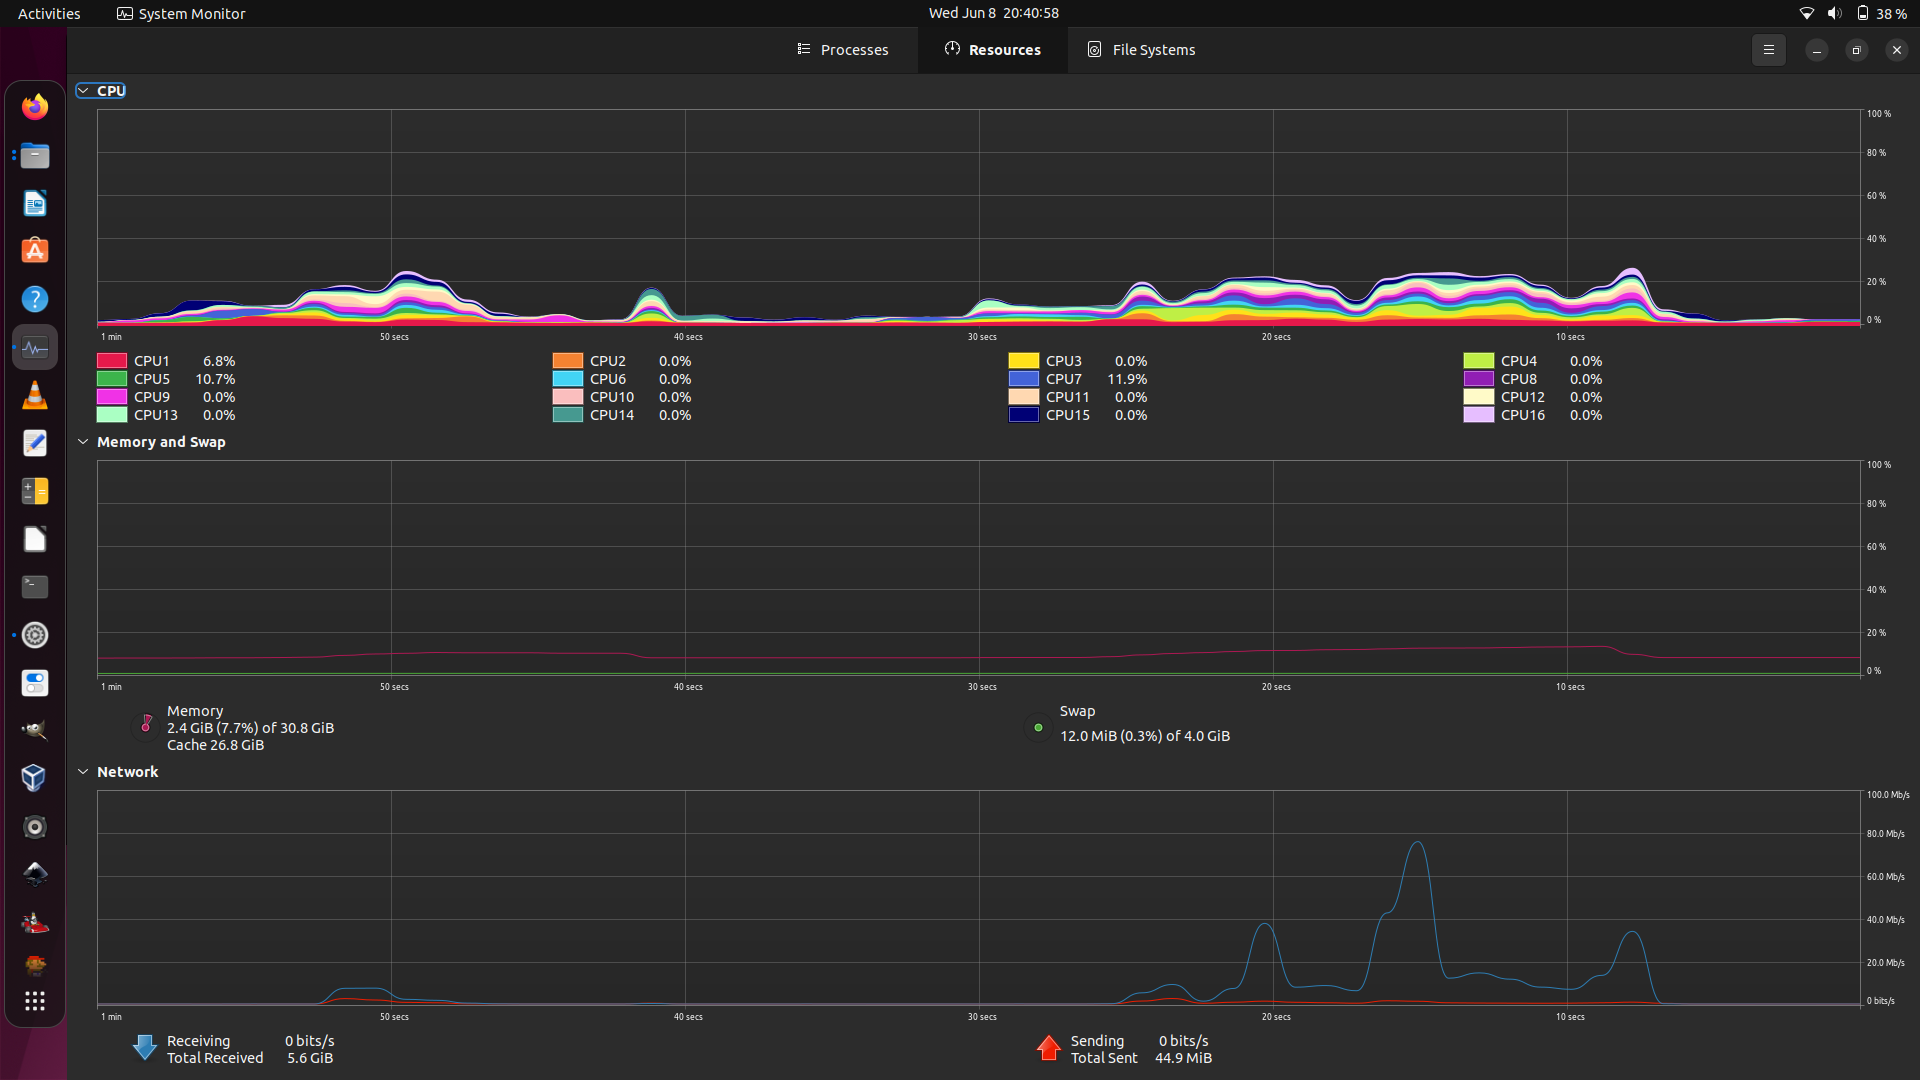 Activities System Monitor Wed Jun 8 20:40:58 38 %
Processes Resources File Systems
CPU
100 %
80 %
60 %
40 %
20 %
0 %
1 min 50 secs 40 secs 30 secs 20 secs 10 secs
CPU1 6.8% CPU2 0.0% CPU3 0.0% CPU4 0.0%
CPU5 10.7% CPU6 0.0% CPU7 11.9% CPU8 0.0%
CPU9 0.0% CPU10 0.0% CPU11 0.0% CPU12 0.0%
CPU13 0.0% CPU14 0.0% CPU15 0.0% CPU16 0.0%
Memory and Swap
100 %
80 %
60 %
40 %
20 %
0 %
1 min 50 secs 40 secs 30 secs 20 secs 10 secs
Memory
2.4 GiB (7.7%) of 30.8 GiB
Cache 26.8 GiB
Swap
12.0 MiB (0.3%) of 4.0 GiB
Network
100.0 Mb/s
80.0 Mb/s
60.0 Mb/s
40.0 Mb/s
20.0 Mb/s
0 bits/s
1 min 50 secs 40 secs 30 secs 20 secs 10 secs
Receiving 0 bits/s
Total Received 5.6 GiB
Sending 0 bits/s
Total Sent 44.9 MiB